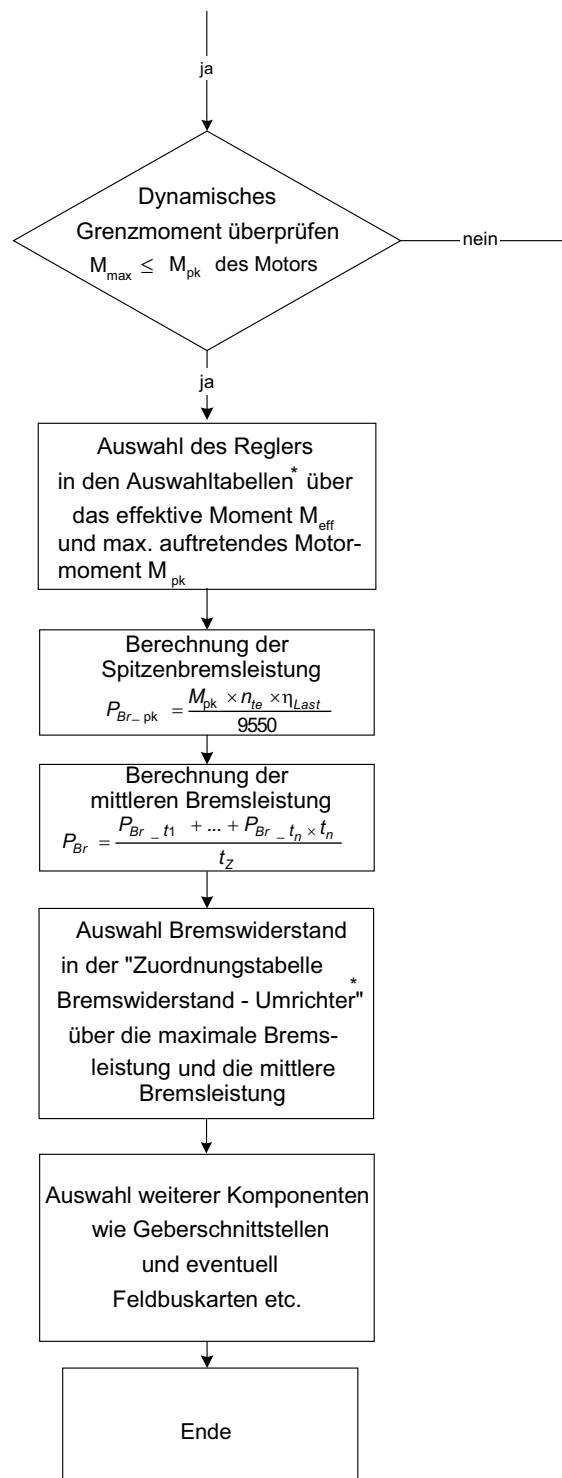 ja
Dynamisches
Grenzmoment überprüfen
M_max ≤ M_pk des Motors
nein
ja
Auswahl des Reglers
in den Auswahltabellen* über
das effektive Moment M_eff
und max. auftretendes Motor-
moment M_pk
Berechnung der
Spitzenbremsleistung
P_Br_pk = M_pk × n_te × η_Last / 9550
Berechnung der
mittleren Bremsleistung
P_Br = P_Br_t1 + ... + P_Br_t_n × t_n / t_Z
Auswahl Bremswiderstand
in der "Zuordnungstabelle
Bremswiderstand - Umrichter"*
über die maximale Brems-
leistung und die mittlere
Bremsleistung
Auswahl weiterer Komponenten
wie Geberschnittstellen
und eventuell
Feldbuskarten etc.
Ende